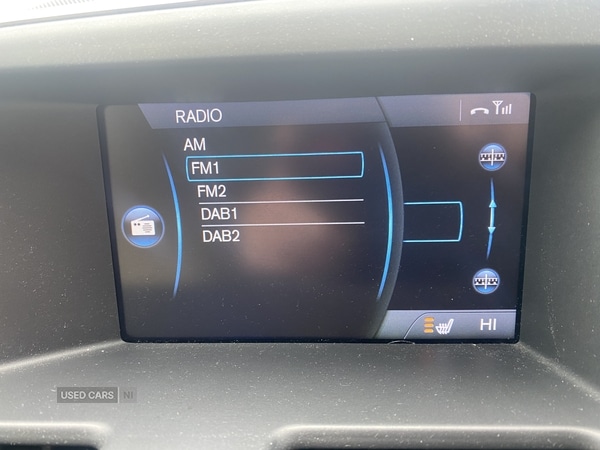 RADIO
AM
FM1
FM2
DAB1
DAB2
HI
USED CARS NI